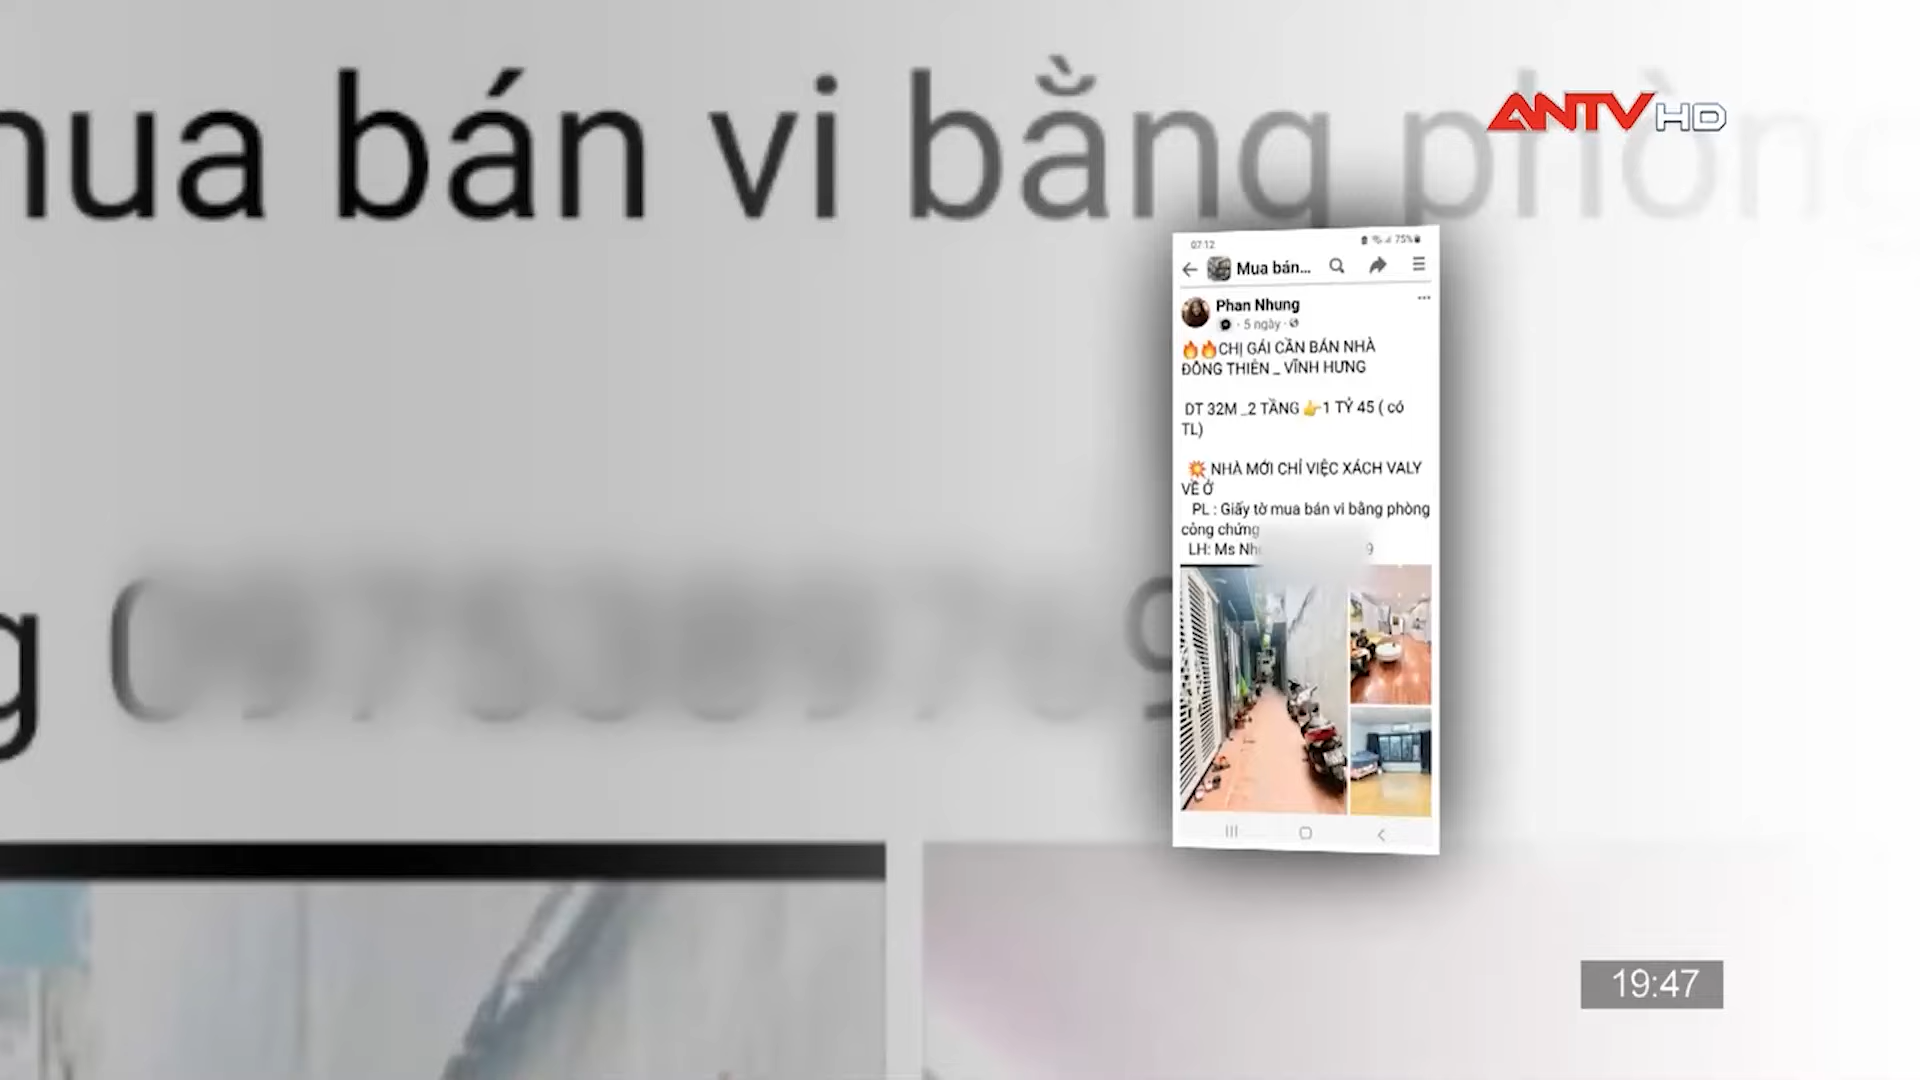 mua bán vi bằng phòng
ANTV HD
07:12
75%
Mua bán...
Phan Nhung
5 ngày
🔥🔥CHỊ GÁI CẦN BÁN NHÀ
ĐÔNG THIÊN _ VĨNH HƯNG
DT 32M _2 TẦNG 👉1 TỶ 45 ( có
TL)
💥 NHÀ MỚI CHỈ VIỆC XÁCH VALY
VỀ Ở
PL : Giấy tờ mua bán vi bằng phòng
công chứng
LH: Ms Nh
9
19:47